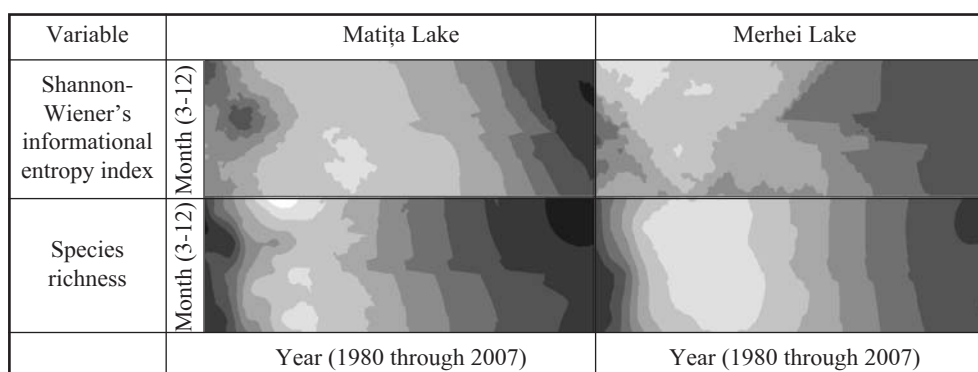 Variable
Matița Lake
Merhei Lake
Shannon-
Wiener's
informational
entropy index
Month (3-12)
Species
richness
Month (3-12)
Year (1980 through 2007)
Year (1980 through 2007)